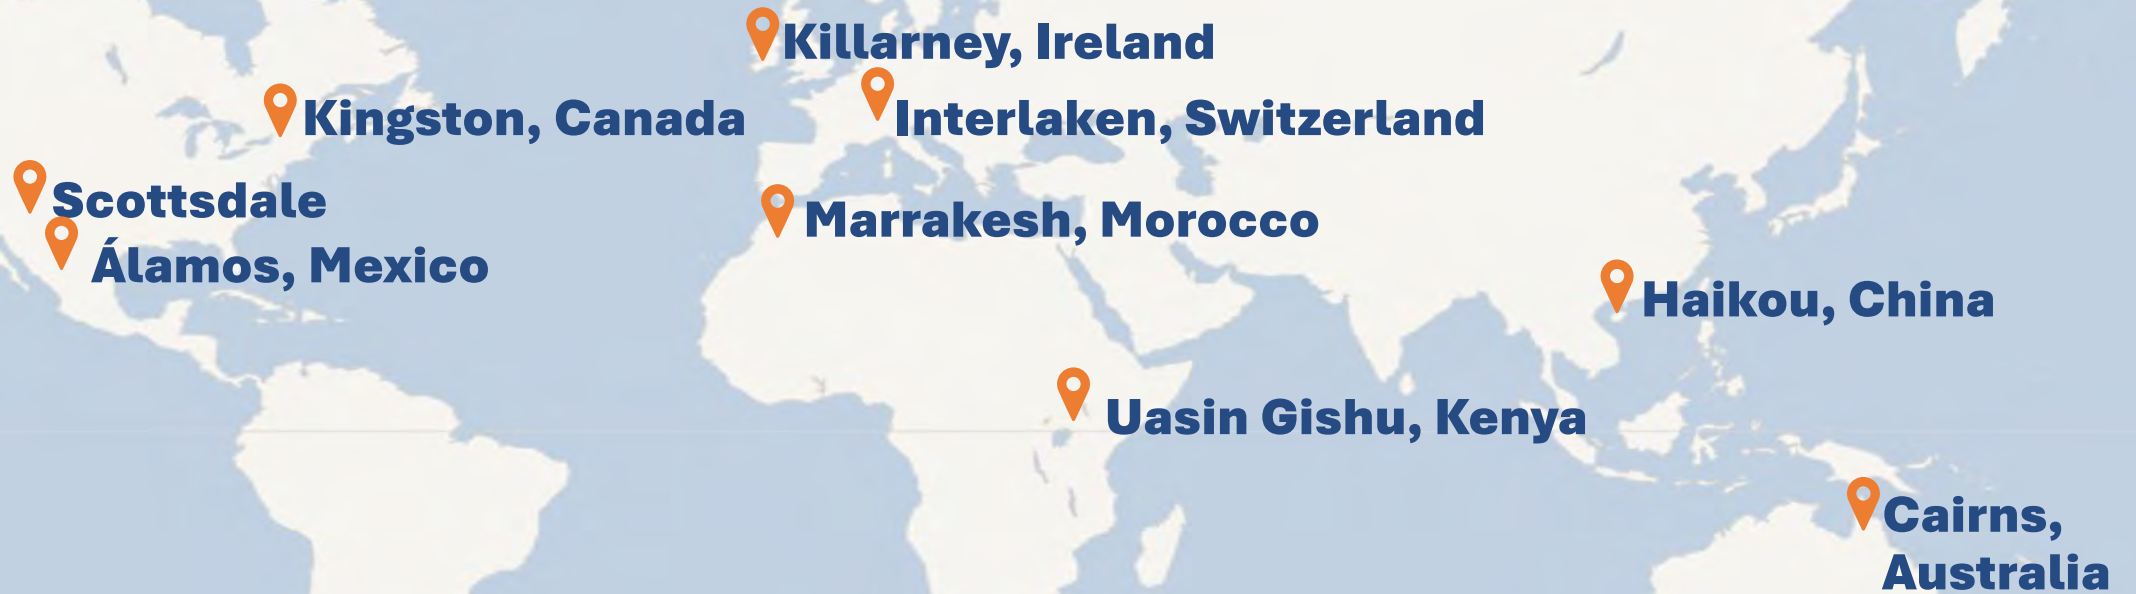 Killarney, Ireland
Kingston, Canada
Interlaken, Switzerland
Scottsdale
Marrakesh, Morocco
Álamos, Mexico
Haikou, China
Uasin Gishu, Kenya
Cairns,
Australia